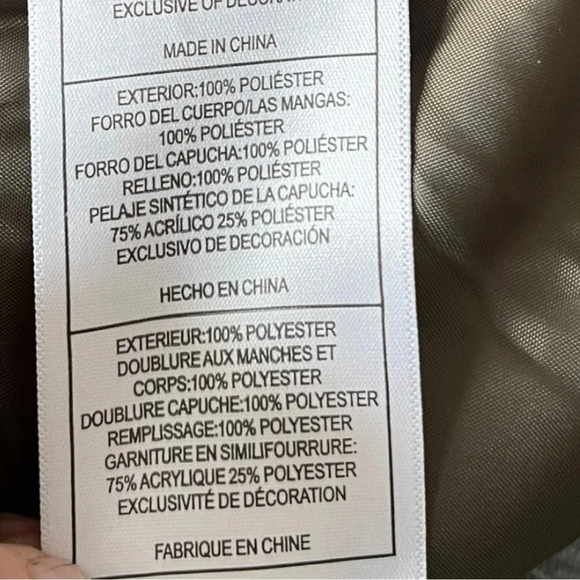 EXCLUSIVE OF
MADE IN CHINA
EXTERIOR:100% POLIÉSTER
FORRO DEL CUERPO/LAS MANGAS:
100% POLIÉSTER
FORRO DEL CAPUCHA:100% POLIÉSTER
RELLENO:100% POLIÉSTER
PELAJE SINTÉTICO DE LA CAPUCHA:
75% ACRÍLICO 25% POLIÉSTER
EXCLUSIVO DE DECORACIÓN
HECHO EN CHINA
EXTERIEUR:100% POLYESTER
DOUBLURE AUX MANCHES ET
CORPS:100% POLYESTER
DOUBLURE CAPUCHE:100% POLYESTER
REMPLISSAGE:100% POLYESTER
GARNITURE EN SIMILIFOURRURE:
75% ACRYLIQUE 25% POLYESTER
EXCLUSIVITÉ DE DÉCORATION
FABRIQUE EN CHINE